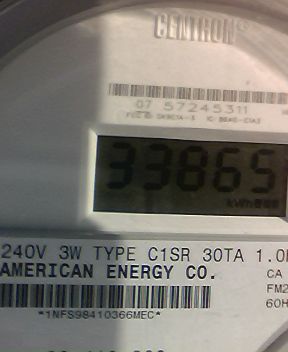 CENTRON®
07 57245311
33865
kWh
240V 3W TYPE C1SR 30TA 1.0
AMERICAN ENERGY CO.
CA
FM2
60H
*1NFS98410366MEC*